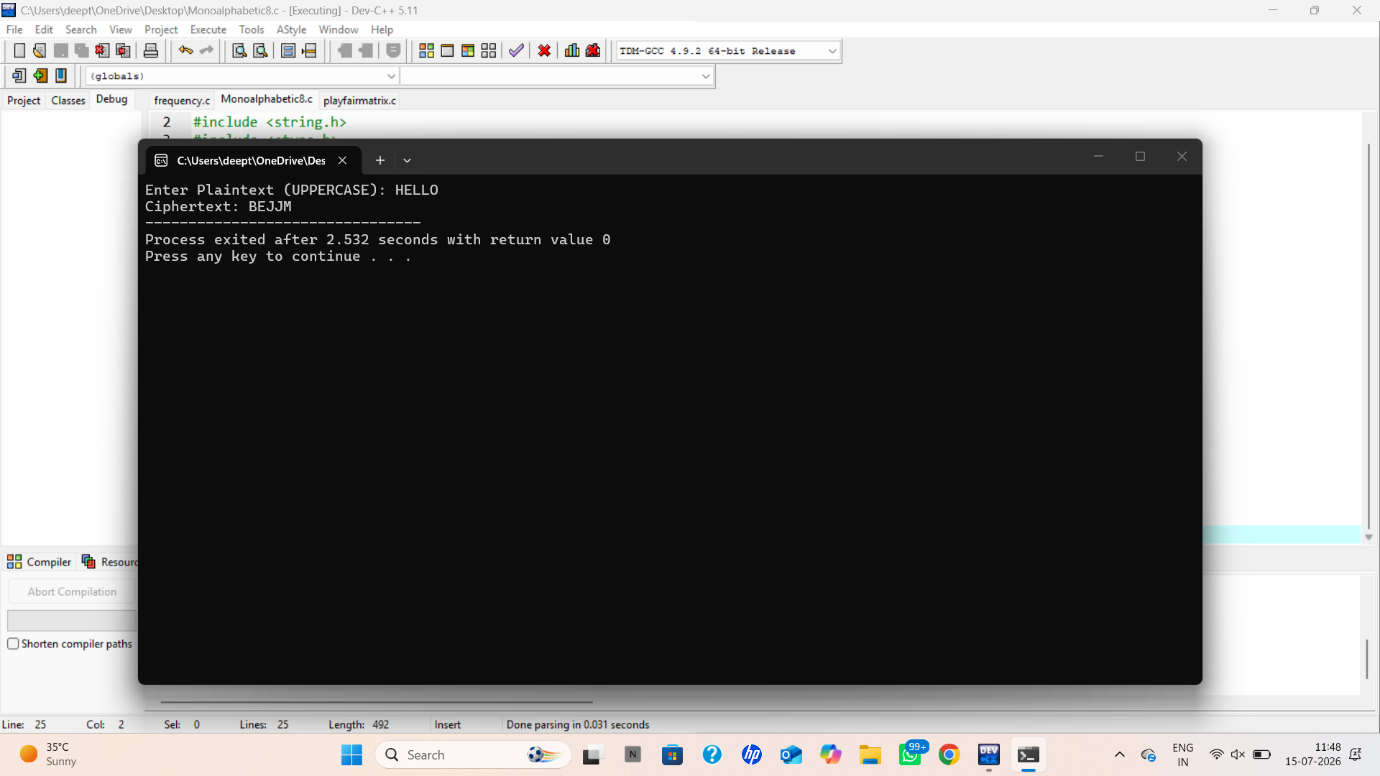 C:\Users\deept\OneDrive\Desktop\Monoalphabetic8.c - [Executing] - Dev-C++ 5.11
File Edit Search View Project Execute Tools AStyle Window Help
TDM-GCC 4.9.2 64-bit Release
(globals)
Project Classes Debug frequency.c Monoalphabetic8.c playfairmatrix.c
2 #include <string.h>
C:\Users\deept\OneDrive\Des
Enter Plaintext (UPPERCASE): HELLO
Ciphertext: BEJJM
--------------------------------
Process exited after 2.532 seconds with return value 0
Press any key to continue . . .
Compiler Resourc
Abort Compilation
Shorten compiler paths
Line: 25 Col: 2 Sel: 0 Lines: 25 Length: 492 Insert Done parsing in 0.031 seconds
35°C
Sunny
Search
N
hp
99+
DEV
ENG
IN
11:48
15-07-2026